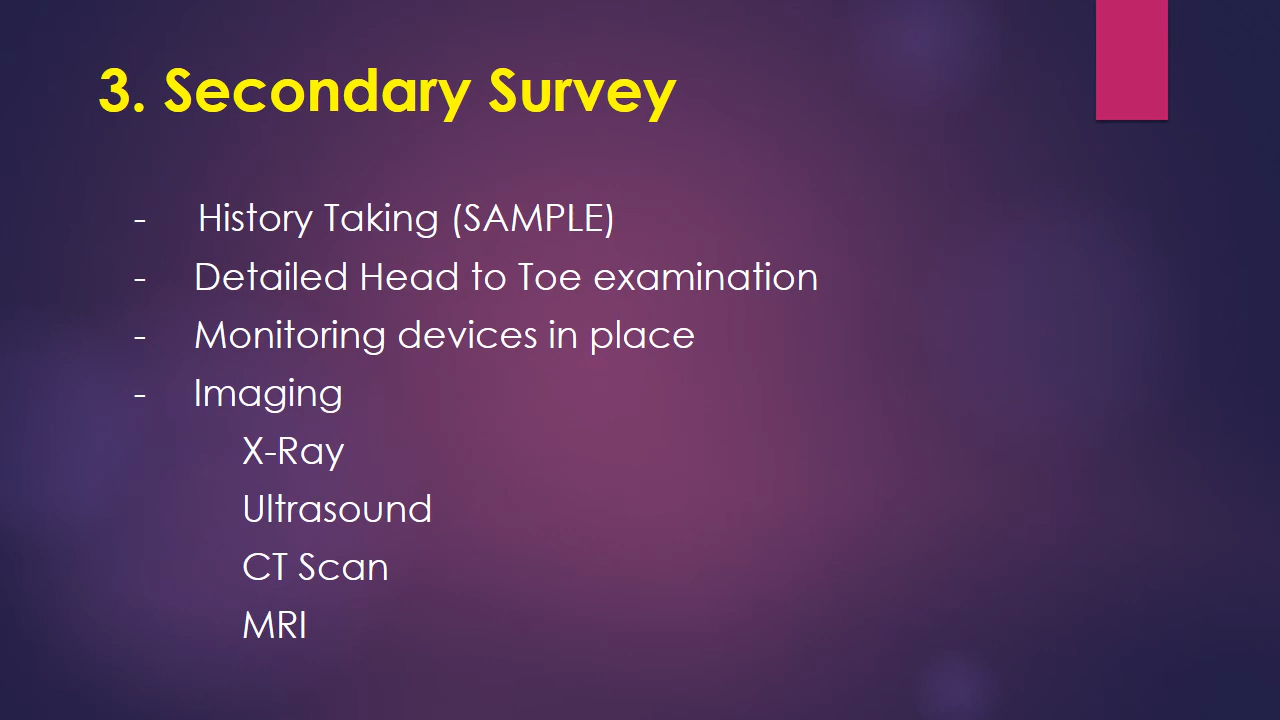 3. Secondary Survey
- History Taking (SAMPLE)
- Detailed Head to Toe examination
- Monitoring devices in place
- Imaging
X-Ray
Ultrasound
CT Scan
MRI